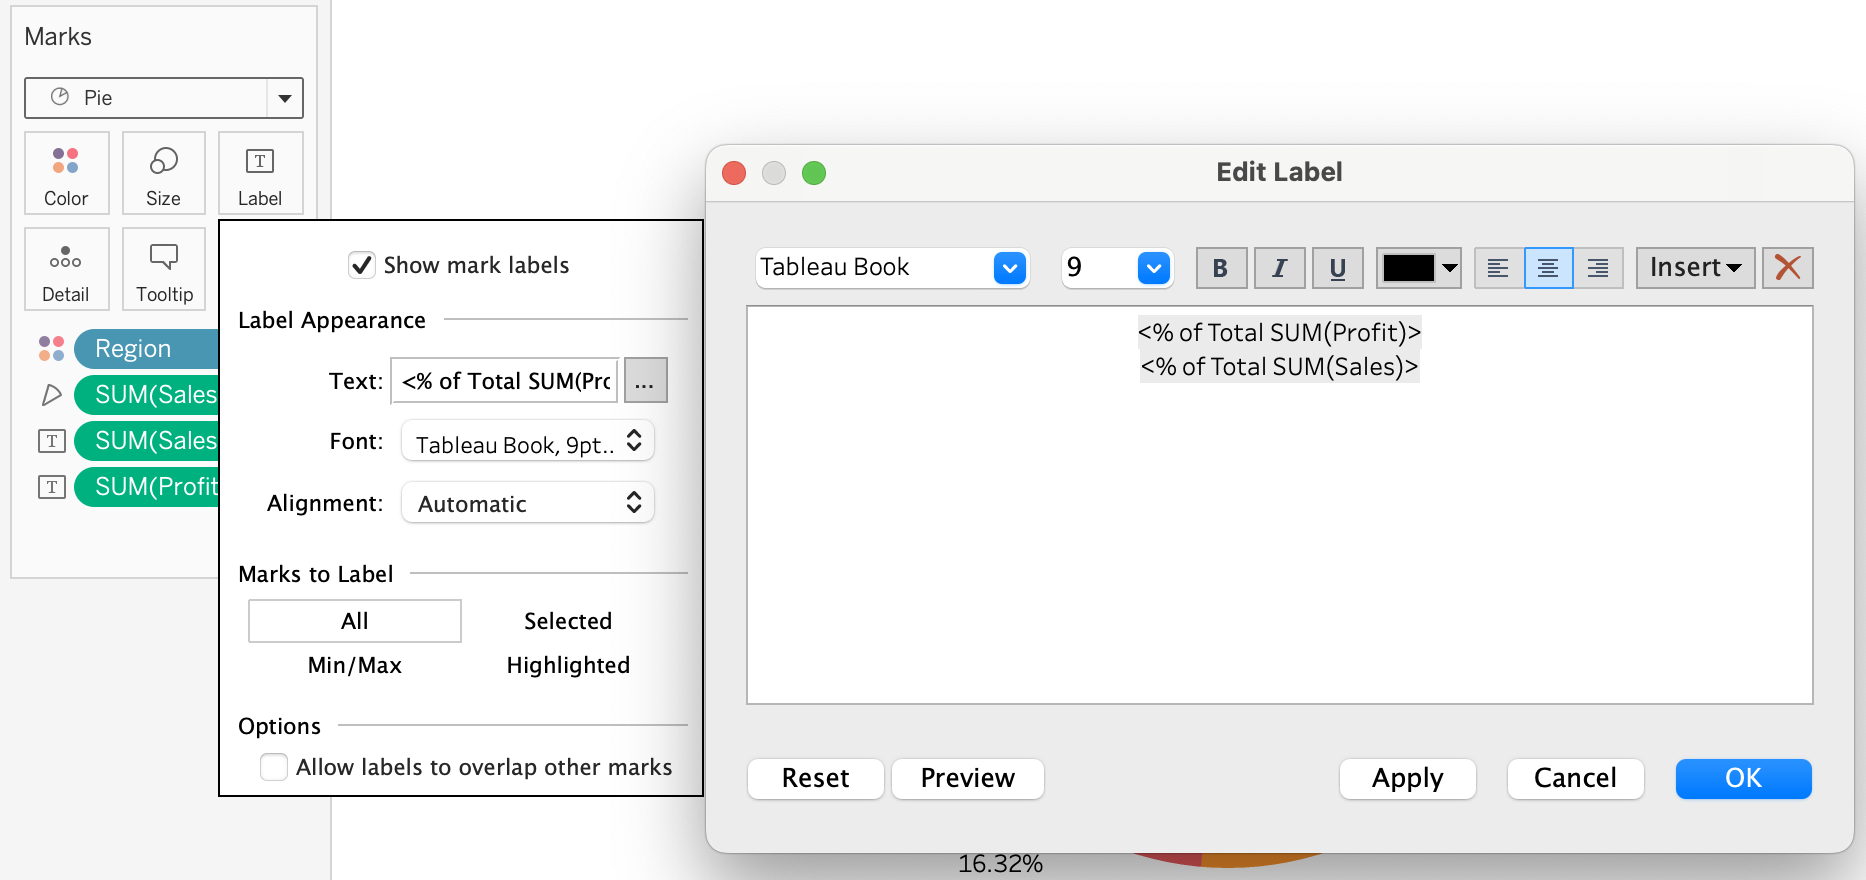 Marks
Pie
Color
Size
T
Label
Detail
Tooltip
Region
SUM(Sales
T
SUM(Sales
T
SUM(Profit
Show mark labels
Label Appearance
Text:
<% of Total SUM(Pro
...
Font:
Tableau Book, 9pt..
Alignment:
Automatic
Marks to Label
All
Selected
Min/Max
Highlighted
Options
Allow labels to overlap other marks
Edit Label
Tableau Book
9
B
I
U
Insert
<% of Total SUM(Profit)>
<% of Total SUM(Sales)>
Reset
Preview
Apply
Cancel
OK
16.32%